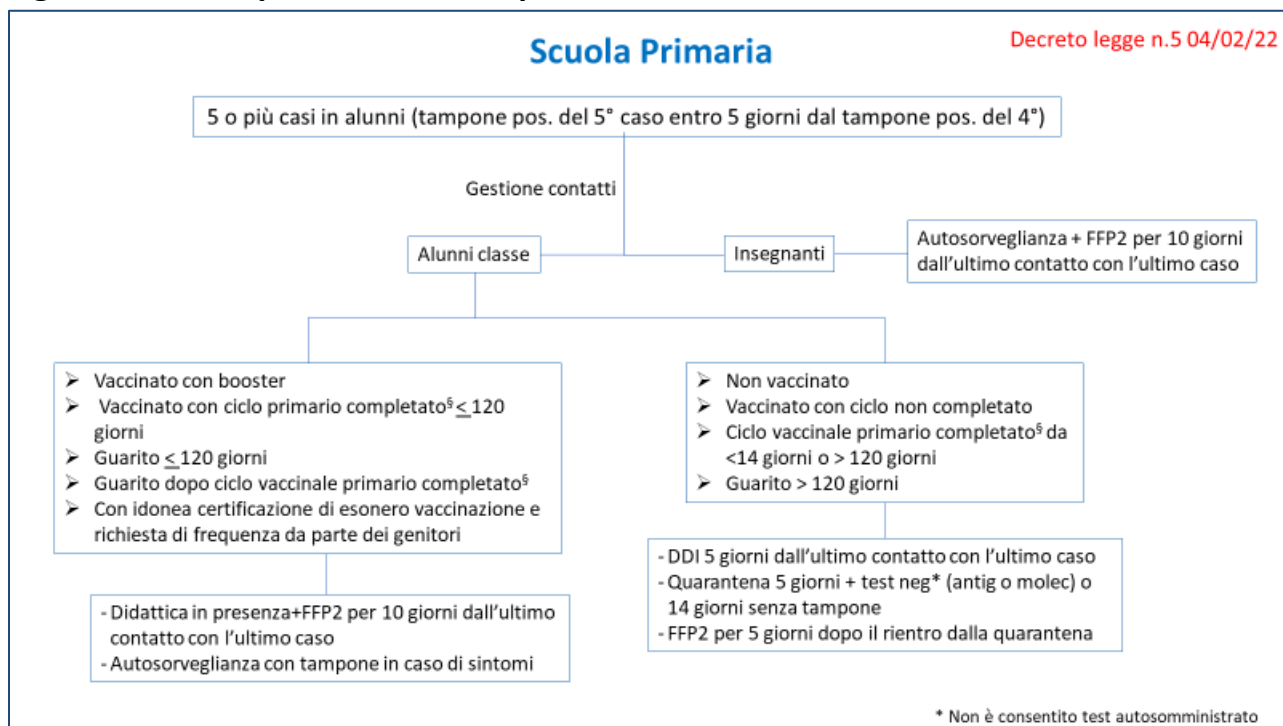 Scuola Primaria
Decreto legge n.5 04/02/22
5 o più casi in alunni (tampone pos. del 5° caso entro 5 giorni dal tampone pos. del 4°)
Gestione contatti
Alunni classe
Insegnanti
Autosorveglianza + FFP2 per 10 giorni
dall'ultimo contatto con l'ultimo caso
➢ Vaccinato con booster
➢ Vaccinato con ciclo primario completato§ ≤ 120
giorni
➢ Guarito ≤ 120 giorni
➢ Guarito dopo ciclo vaccinale primario completato§
➢ Con idonea certificazione di esonero vaccinazione e
richiesta di frequenza da parte dei genitori
➢ Non vaccinato
➢ Vaccinato con ciclo non completato
➢ Ciclo vaccinale primario completato§ da
<14 giorni o > 120 giorni
➢ Guarito > 120 giorni
- Didattica in presenza+FFP2 per 10 giorni dall'ultimo
contatto con l'ultimo caso
- Autosorveglianza con tampone in caso di sintomi
- DDI 5 giorni dall'ultimo contatto con l'ultimo caso
- Quarantena 5 giorni + test neg* (antig o molec) o
14 giorni senza tampone
- FFP2 per 5 giorni dopo il rientro dalla quarantena
* Non è consentito test autosomministrato